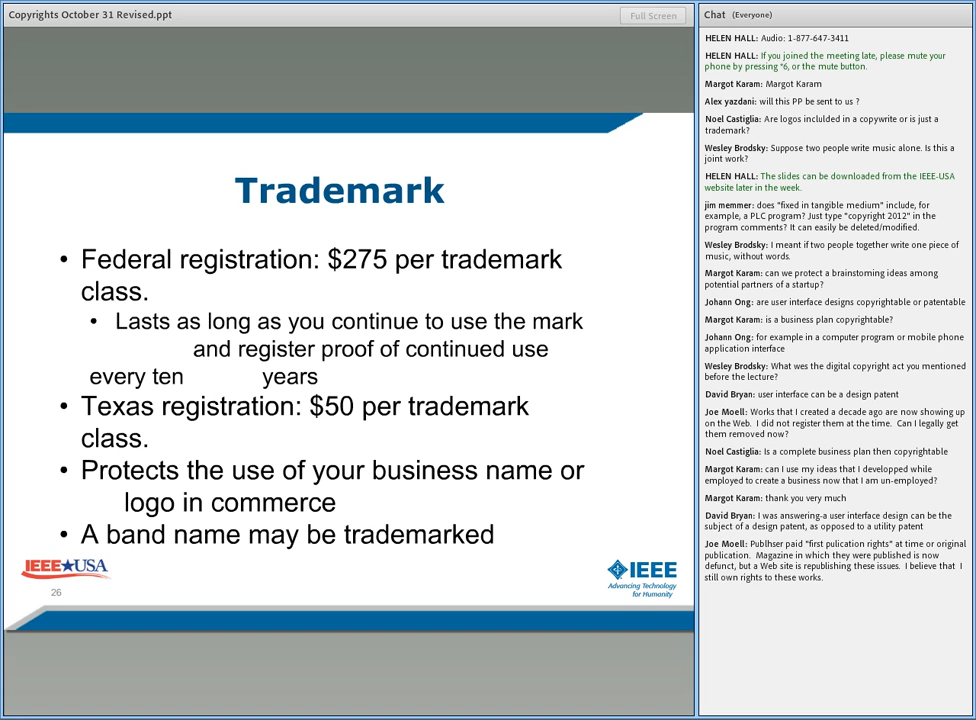 Copyrights October 31 Revised.ppt
Full Screen
Trademark
• Federal registration: $275 per trademark
class.
• Lasts as long as you continue to use the mark
and register proof of continued use
every ten years
• Texas registration: $50 per trademark
class.
• Protects the use of your business name or
logo in commerce
• A band name may be trademarked
IEEE★USA
IEEE
Advancing Technology
for Humanity
26
Chat (Everyone)
HELEN HALL: Audio: 1-877-647-3411
HELEN HALL: If you joined the meeting late, please mute your
phone by pressing *6, or the mute button.
Margot Karam: Margot Karam
Alex yazdani: will this PP be sent to us ?
Noel Castiglia: Are logos inclulded in a copywrite or is just a
trademark?
Wesley Brodsky: Suppose two people write music alone. Is this a
joint work?
HELEN HALL: The slides can be downloaded from the IEEE-USA
website later in the week.
jim memmer: does "fixed in tangible medium" include, for
example, a PLC program? Just type "copyright 2012" in the
program comments? It can easily be deleted/modified.
Wesley Brodsky: I meant if two people together write one piece of
music, without words.
Margot Karam: can we protect a brainstoming ideas among
potential partners of a startup?
Johann Ong: are user interface designs copyrightable or patentable
Margot Karam: is a business plan copyrightable?
Johann Ong: for example in a computer program or mobile phone
application interface
Wesley Brodsky: What wes the digital copyright act you mentioned
before the lecture?
David Bryan: user interface can be a design patent
Joe Moell: Works that I created a decade ago are now showing up
on the Web. I did not register them at the time. Can I legally get
them removed now?
Noel Castiglia: Is a complete business plan then copyrightable
Margot Karam: can I use my ideas that I developped while
employed to create a business now that I am un-employed?
Margot Karam: thank you very much
David Bryan: I was answering-a user interface design can be the
subject of a design patent, as opposed to a utility patent
Joe Moell: Publhser paid "first pulication rights" at time or original
publication. Magazine in which they were published is now
defunct, but a Web site is republishing these issues. I believe that I
still own rights to these works.